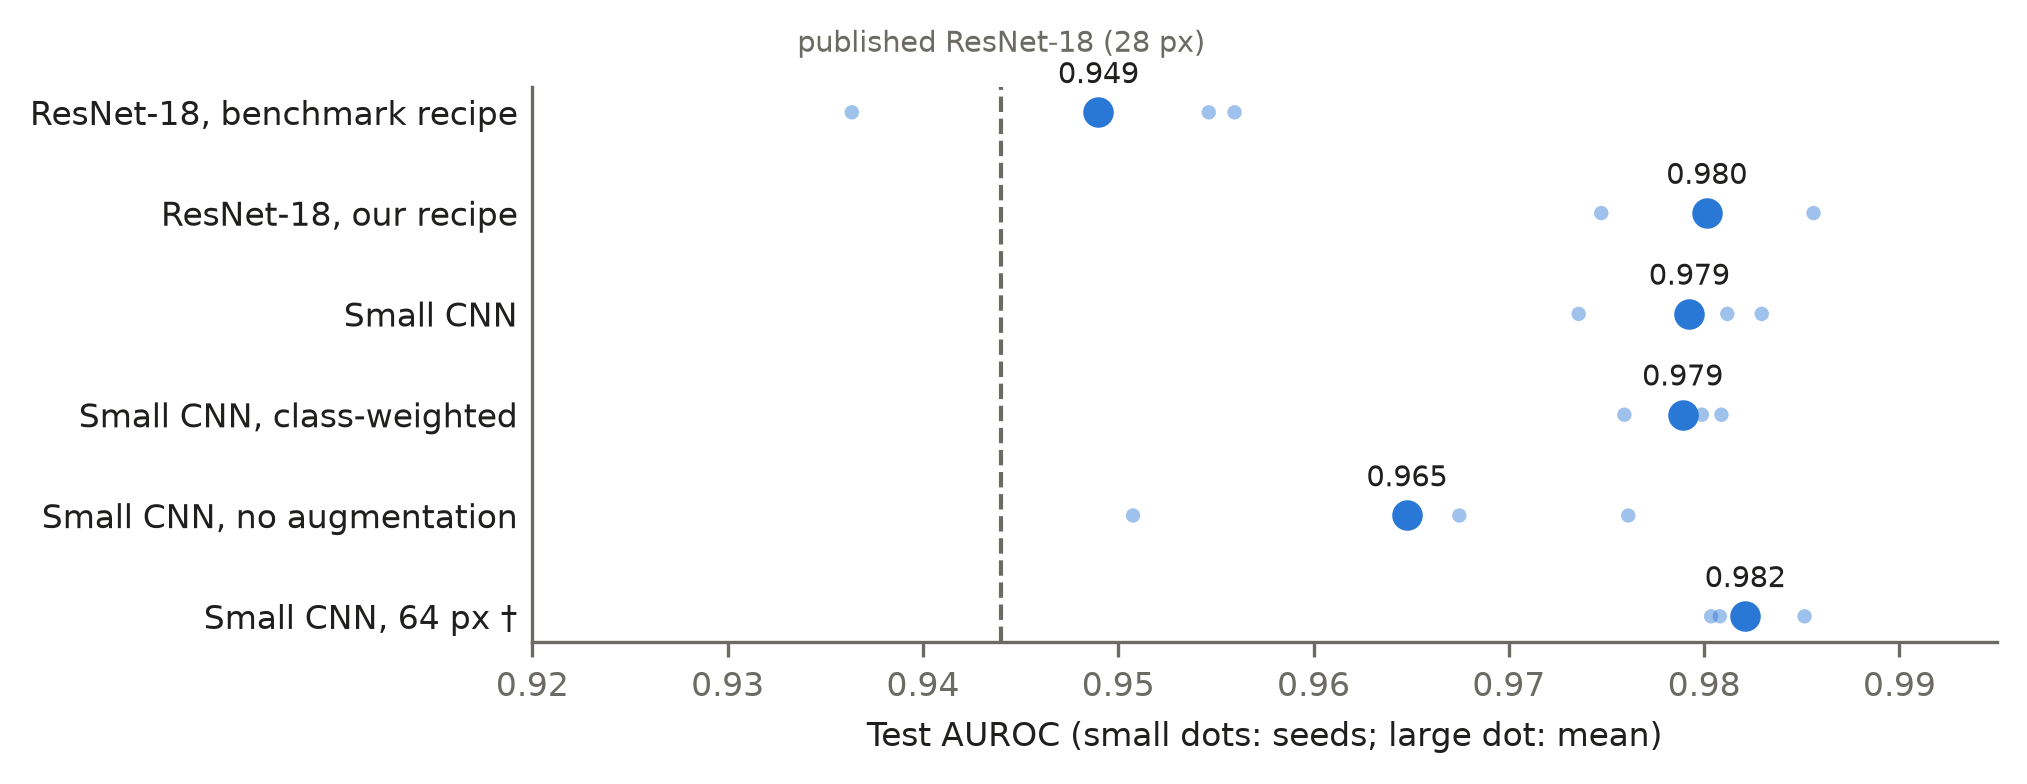 published ResNet-18 (28 px)
0.949
ResNet-18, benchmark recipe
0.980
ResNet-18, our recipe
0.979
Small CNN
0.979
Small CNN, class-weighted
0.965
Small CNN, no augmentation
0.982
Small CNN, 64 px †
0.92 0.93 0.94 0.95 0.96 0.97 0.98 0.99
Test AUROC (small dots: seeds; large dot: mean)